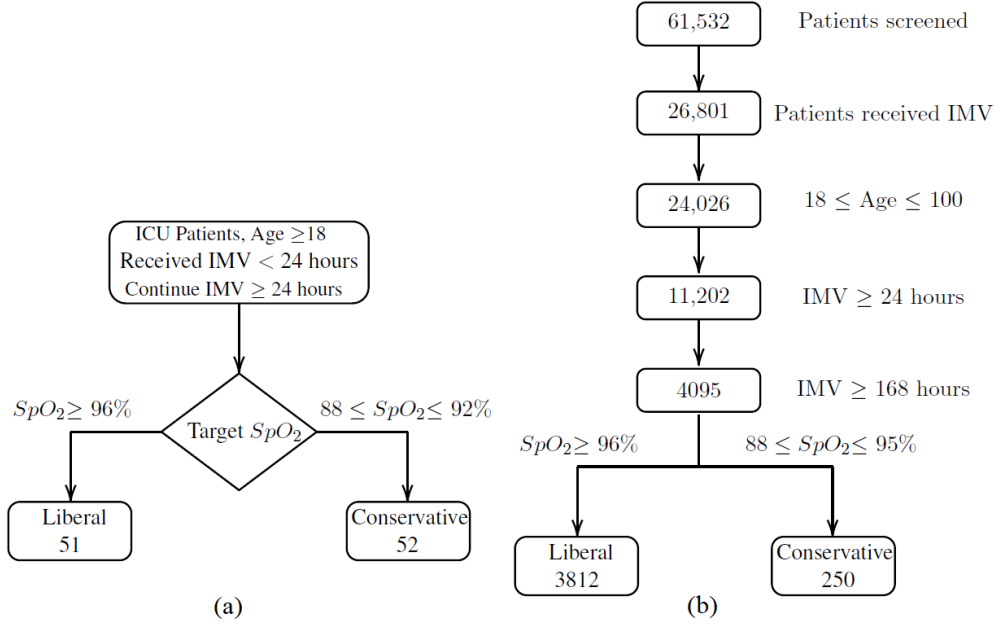 ICU Patients, Age ≥18
Received IMV < 24 hours
Continue IMV ≥ 24 hours
SpO₂≥ 96%
88 ≤ SpO₂≤ 92%
Target SpO₂
Liberal
51
Conservative
52
(a)
61,532
Patients screened
26,801
Patients received IMV
24,026
18 ≤ Age ≤ 100
11,202
IMV ≥ 24 hours
4095
IMV ≥ 168 hours
SpO₂≥ 96%
88 ≤ SpO₂≤ 95%
Liberal
3812
Conservative
250
(b)